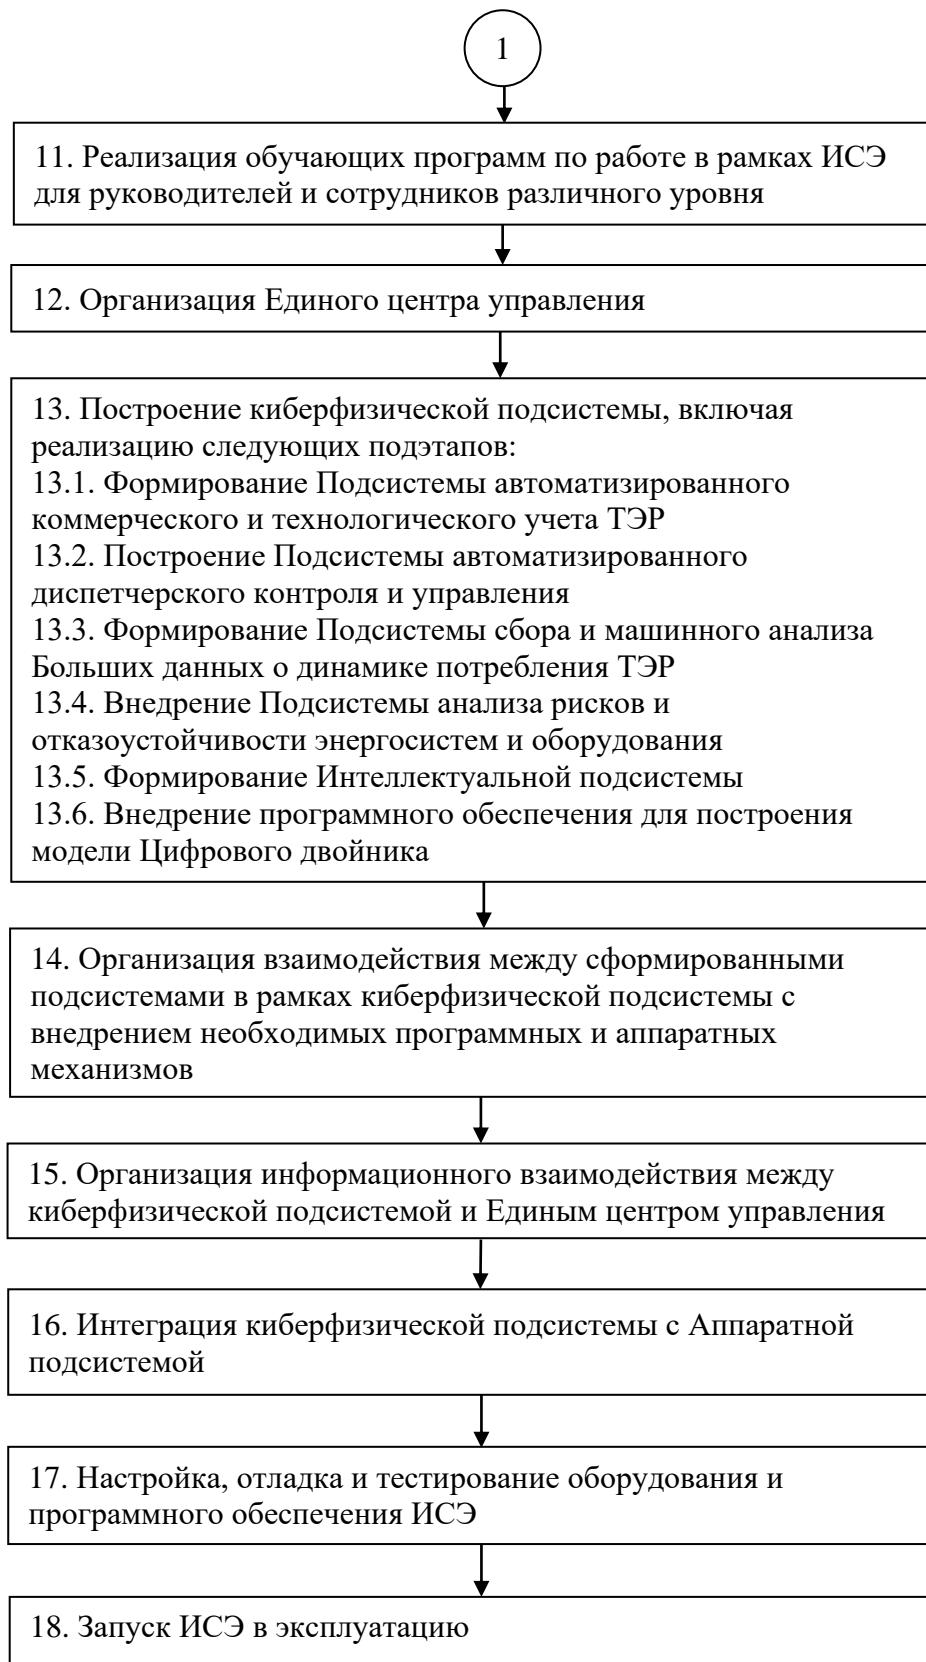 1
11. Реализация обучающих программ по работе в рамках ИСЭ
для руководителей и сотрудников различного уровня
12. Организация Единого центра управления
13. Построение киберфизической подсистемы, включая
реализацию следующих подэтапов:
13.1. Формирование Подсистемы автоматизированного
коммерческого и технологического учета ТЭР
13.2. Построение Подсистемы автоматизированного
диспетчерского контроля и управления
13.3. Формирование Подсистемы сбора и машинного анализа
Больших данных о динамике потребления ТЭР
13.4. Внедрение Подсистемы анализа рисков и
отказоустойчивости энергосистем и оборудования
13.5. Формирование Интеллектуальной подсистемы
13.6. Внедрение программного обеспечения для построения
модели Цифрового двойника
14. Организация взаимодействия между сформированными
подсистемами в рамках киберфизической подсистемы с
внедрением необходимых программных и аппаратных
механизмов
15. Организация информационного взаимодействия между
киберфизической подсистемой и Единым центром управления
16. Интеграция киберфизической подсистемы с Аппаратной
подсистемой
17. Настройка, отладка и тестирование оборудования и
программного обеспечения ИСЭ
18. Запуск ИСЭ в эксплуатацию